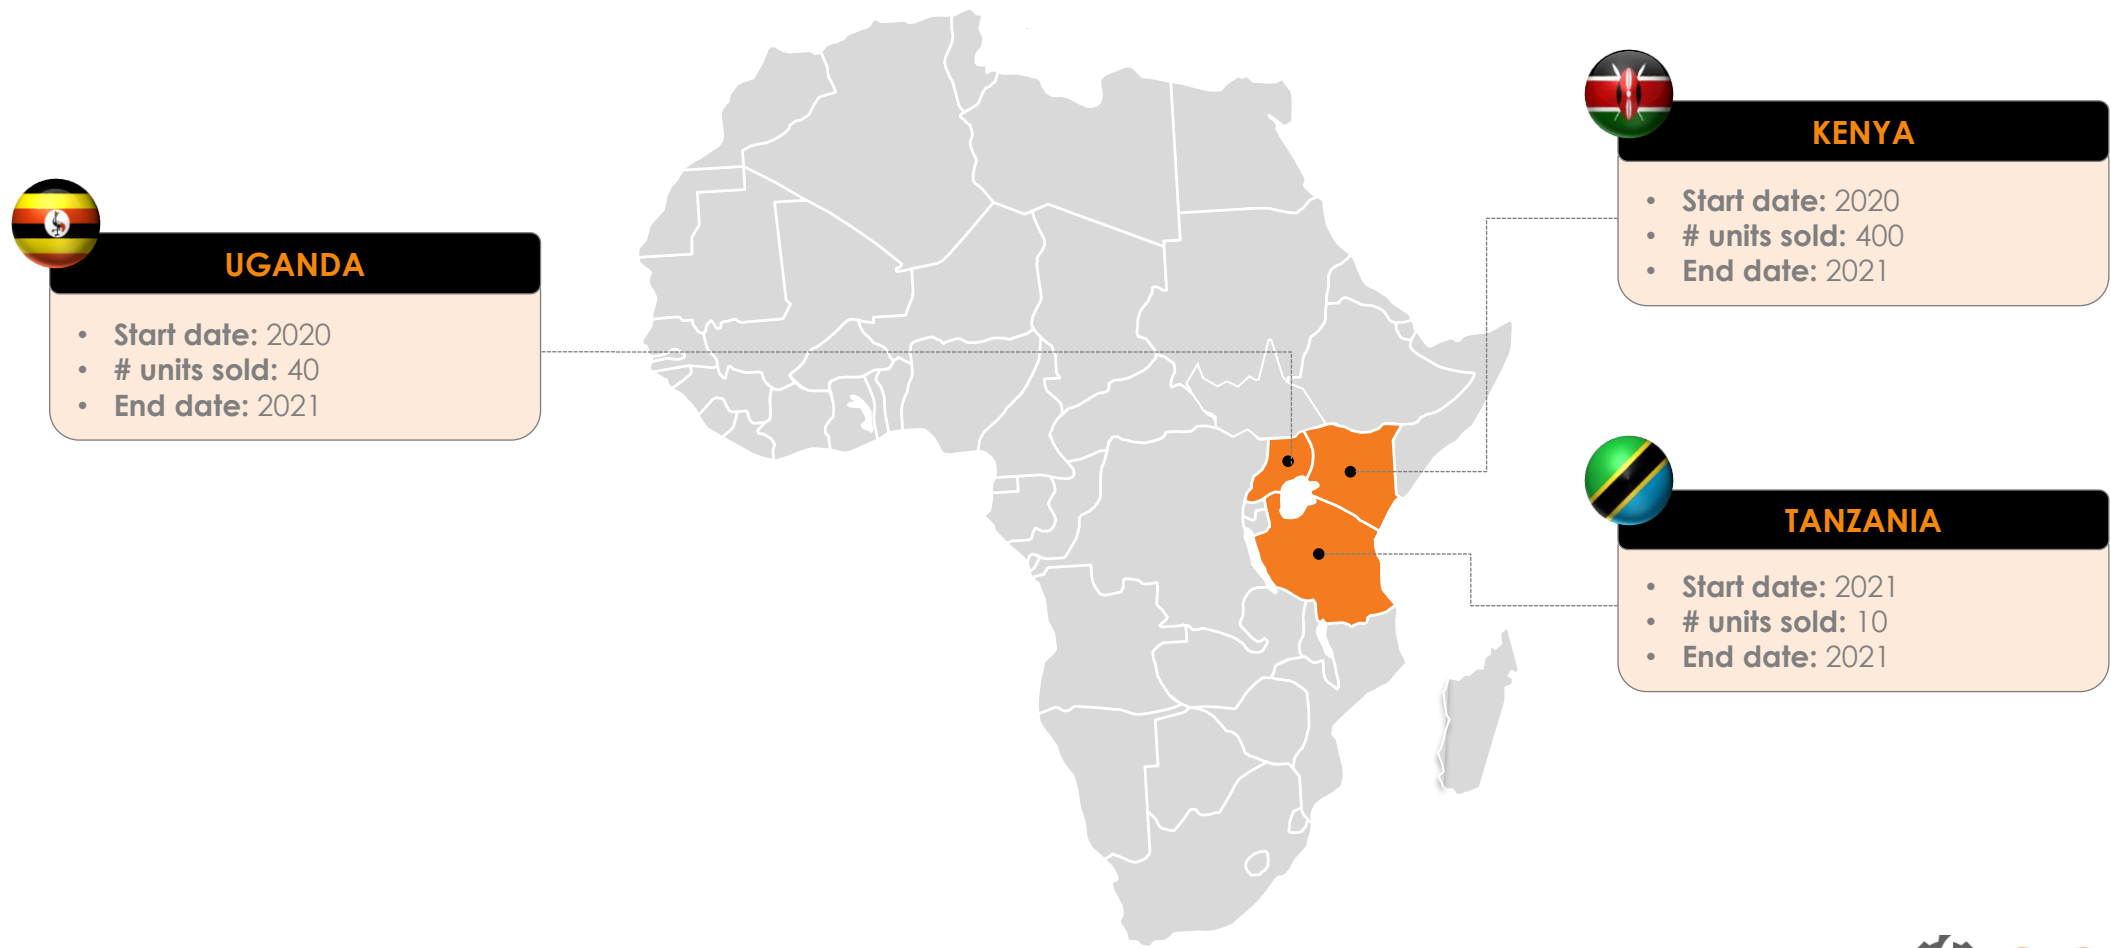 UGANDA
• Start date: 2020
• # units sold: 40
• End date: 2021
KENYA
• Start date: 2020
• # units sold: 400
• End date: 2021
TANZANIA
• Start date: 2021
• # units sold: 10
• End date: 2021